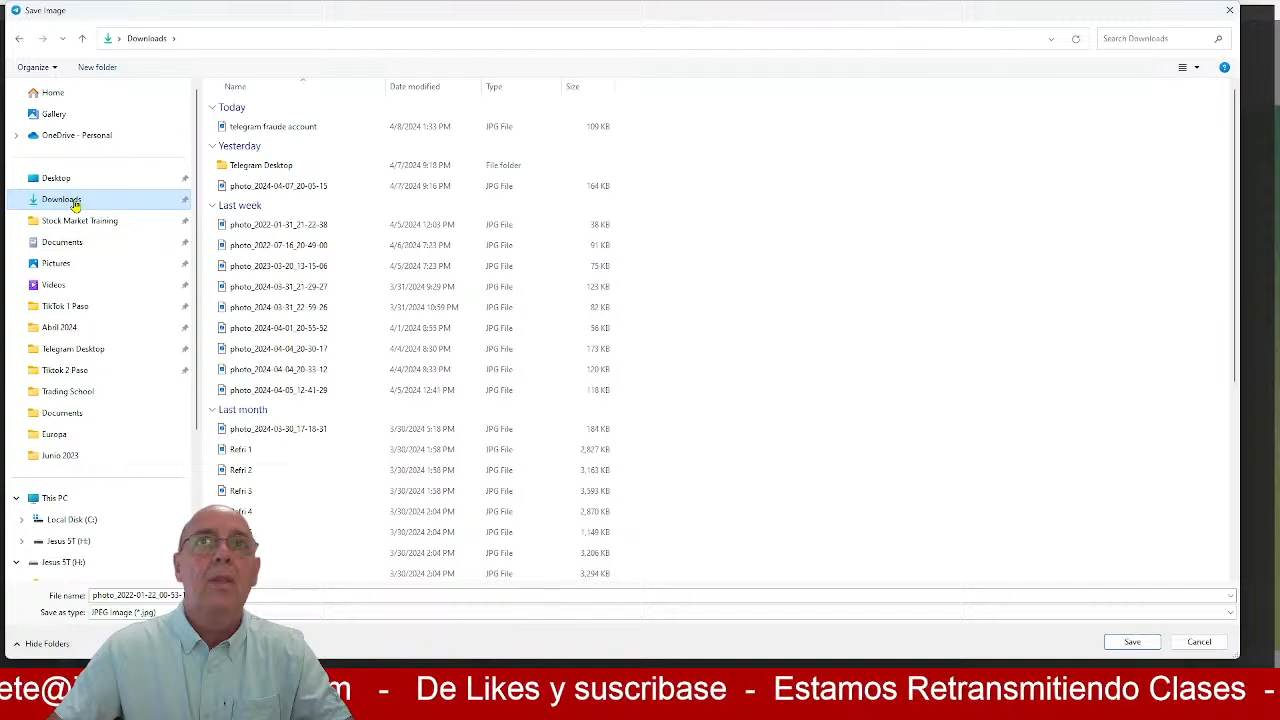 Save Image
Downloads
Search Downloads
Organize
New folder
Home
Gallery
OneDrive - Personal
Desktop
Downloads
Stock Market Training
Documents
Pictures
Videos
TikTok 1 Paso
Abril 2024
Telegram Desktop
Tiktok 2 Paso
Trading School
Documents
Europa
Junio 2023
This PC
Local Disk (C:)
Jesus 5T (H:)
Jesus 5T (H:)
Name Date modified Type Size
Today
telegram fraude account 4/8/2024 1:33 PM JPG File 109 KB
Yesterday
Telegram Desktop 4/7/2024 9:18 PM File folder
photo_2024-04-07_20-05-15 4/7/2024 9:16 PM JPG File 164 KB
Last week
photo_2022-01-31_21-22-38 4/5/2024 12:03 PM JPG File 38 KB
photo_2022-07-16_20-49-00 4/6/2024 7:23 PM JPG File 91 KB
photo_2023-03-20_13-15-06 4/5/2024 7:23 PM JPG File 75 KB
photo_2024-03-31_21-29-27 3/31/2024 9:29 PM JPG File 123 KB
photo_2024-03-31_22-59-26 3/31/2024 10:59 PM JPG File 82 KB
photo_2024-04-01_20-55-52 4/1/2024 8:55 PM JPG File 56 KB
photo_2024-04-04_20-30-17 4/4/2024 8:30 PM JPG File 173 KB
photo_2024-04-04_20-33-12 4/4/2024 8:33 PM JPG File 120 KB
photo_2024-04-05_12-41-29 4/5/2024 12:41 PM JPG File 118 KB
Last month
photo_2024-03-30_17-18-31 3/30/2024 5:18 PM JPG File 184 KB
Refri 1 3/30/2024 1:58 PM JPG File 2,827 KB
Refri 2 3/30/2024 1:58 PM JPG File 3,163 KB
Refri 3 3/30/2024 1:58 PM JPG File 3,593 KB
Refri 4 3/30/2024 2:04 PM JPG File 2,870 KB
3/30/2024 2:04 PM JPG File 1,149 KB
3/30/2024 2:04 PM JPG File 3,206 KB
3/30/2024 2:04 PM JPG File 3,294 KB
File name: photo_2022-01-22_00-53-
Save as type: JPEG Image (*.jpg)
Hide Folders
Save
Cancel
ete@ m - De Likes y suscribase - Estamos Retransmitiendo Clases -